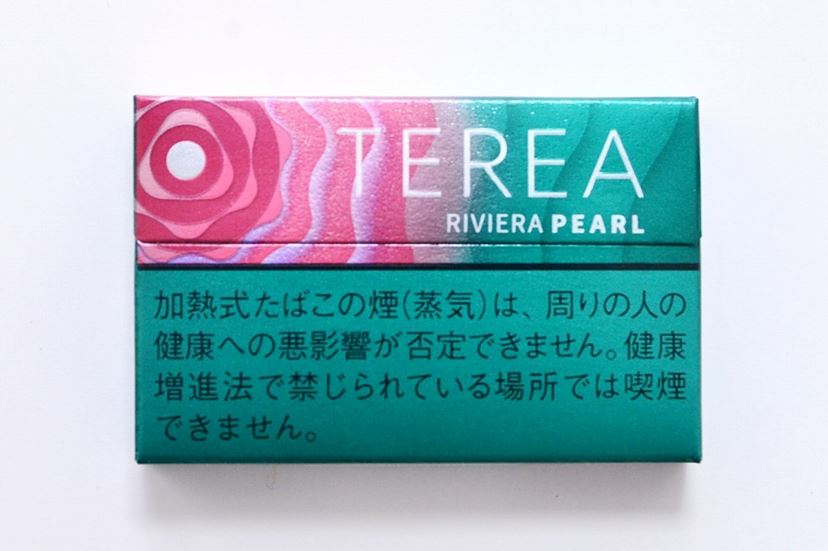 TEREA
RIVIERA PEARL
加熱式たばこの煙(蒸気)は、周りの人の
健康への悪影響が否定できません。健康
増進法で禁じられている場所では喫煙
できません。